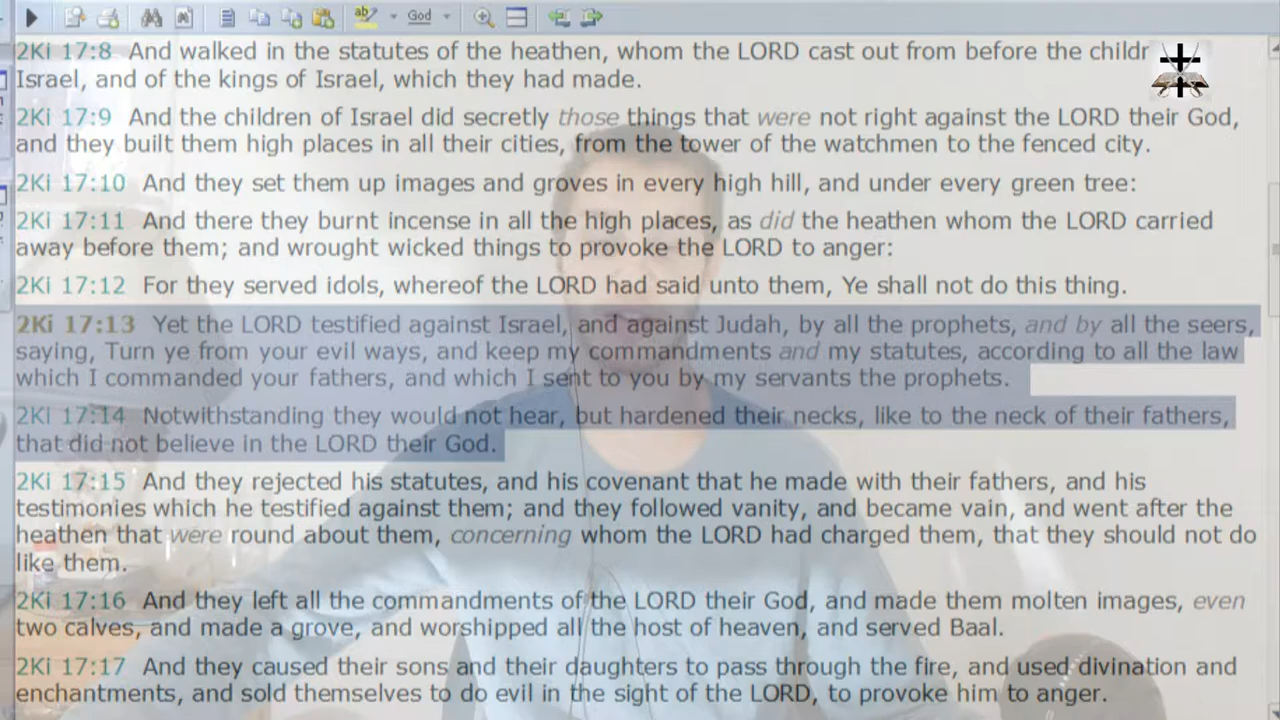 God
2Ki 17:8 And walked in the statutes of the heathen, whom the LORD cast out from before the childr
Israel, and of the kings of Israel, which they had made.
2Ki 17:9 And the children of Israel did secretly those things that were not right against the LORD their God,
and they built them high places in all their cities, from the tower of the watchmen to the fenced city.
2Ki 17:10 And they set them up images and groves in every high hill, and under every green tree:
2Ki 17:11 And there they burnt incense in all the high places, as did the heathen whom the LORD carried
away before them; and wrought wicked things to provoke the LORD to anger:
2Ki 17:12 For they served idols, whereof the LORD had said unto them, Ye shall not do this thing.
2Ki 17:13 Yet the LORD testified against Israel, and against Judah, by all the prophets, and by all the seers,
saying, Turn ye from your evil ways, and keep my commandments and my statutes, according to all the law
which I commanded your fathers, and which I sent to you by my servants the prophets.
2Ki 17:14 Notwithstanding they would not hear, but hardened their necks, like to the neck of their fathers,
that did not believe in the LORD their God.
2Ki 17:15 And they rejected his statutes, and his covenant that he made with their fathers, and his
testimonies which he testified against them; and they followed vanity, and became vain, and went after the
heathen that were round about them, concerning whom the LORD had charged them, that they should not do
like them.
2Ki 17:16 And they left all the commandments of the LORD their God, and made them molten images, even
two calves, and made a grove, and worshipped all the host of heaven, and served Baal.
2Ki 17:17 And they caused their sons and their daughters to pass through the fire, and used divination and
enchantments, and sold themselves to do evil in the sight of the LORD, to provoke him to anger.